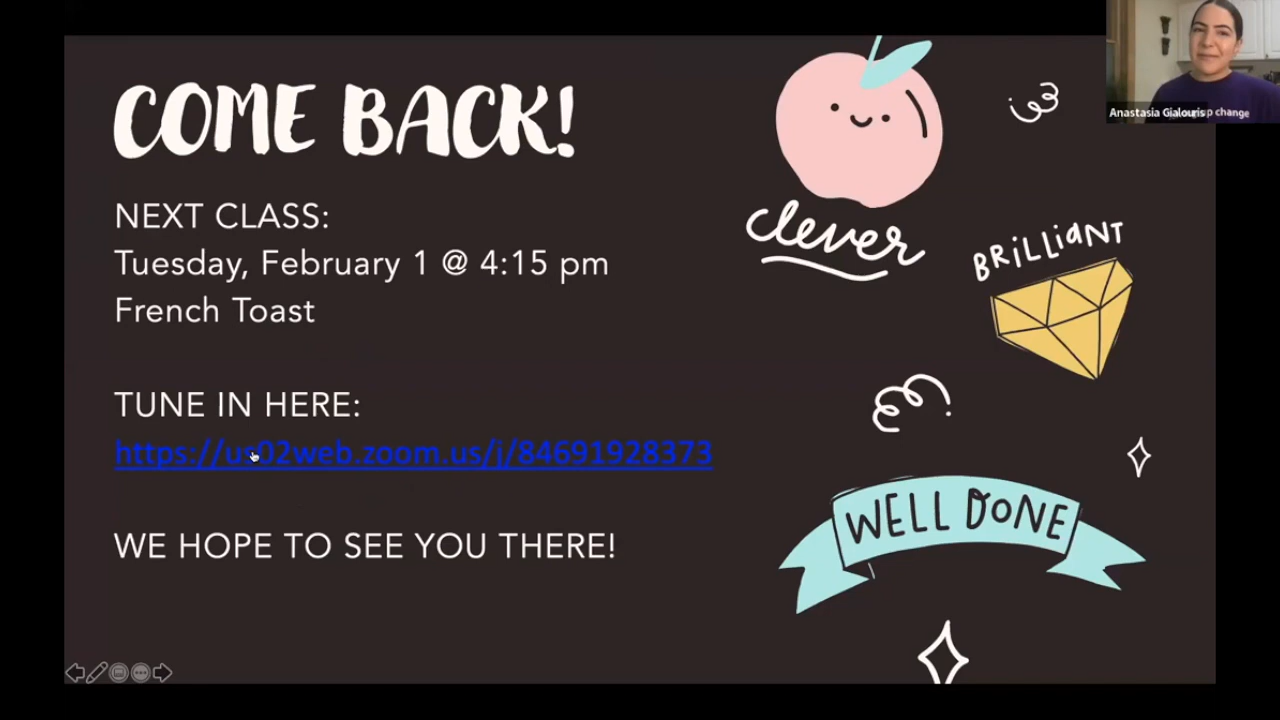 COME BACK!
NEXT CLASS:
Tuesday, February 1 @ 4:15 pm
French Toast
TUNE IN HERE:
https://us02web.zoom.us/j/84691928373
WE HOPE TO SEE YOU THERE!
clever
BRiLLiaNT
WELL DoNE
Anastasia Gialouris
change